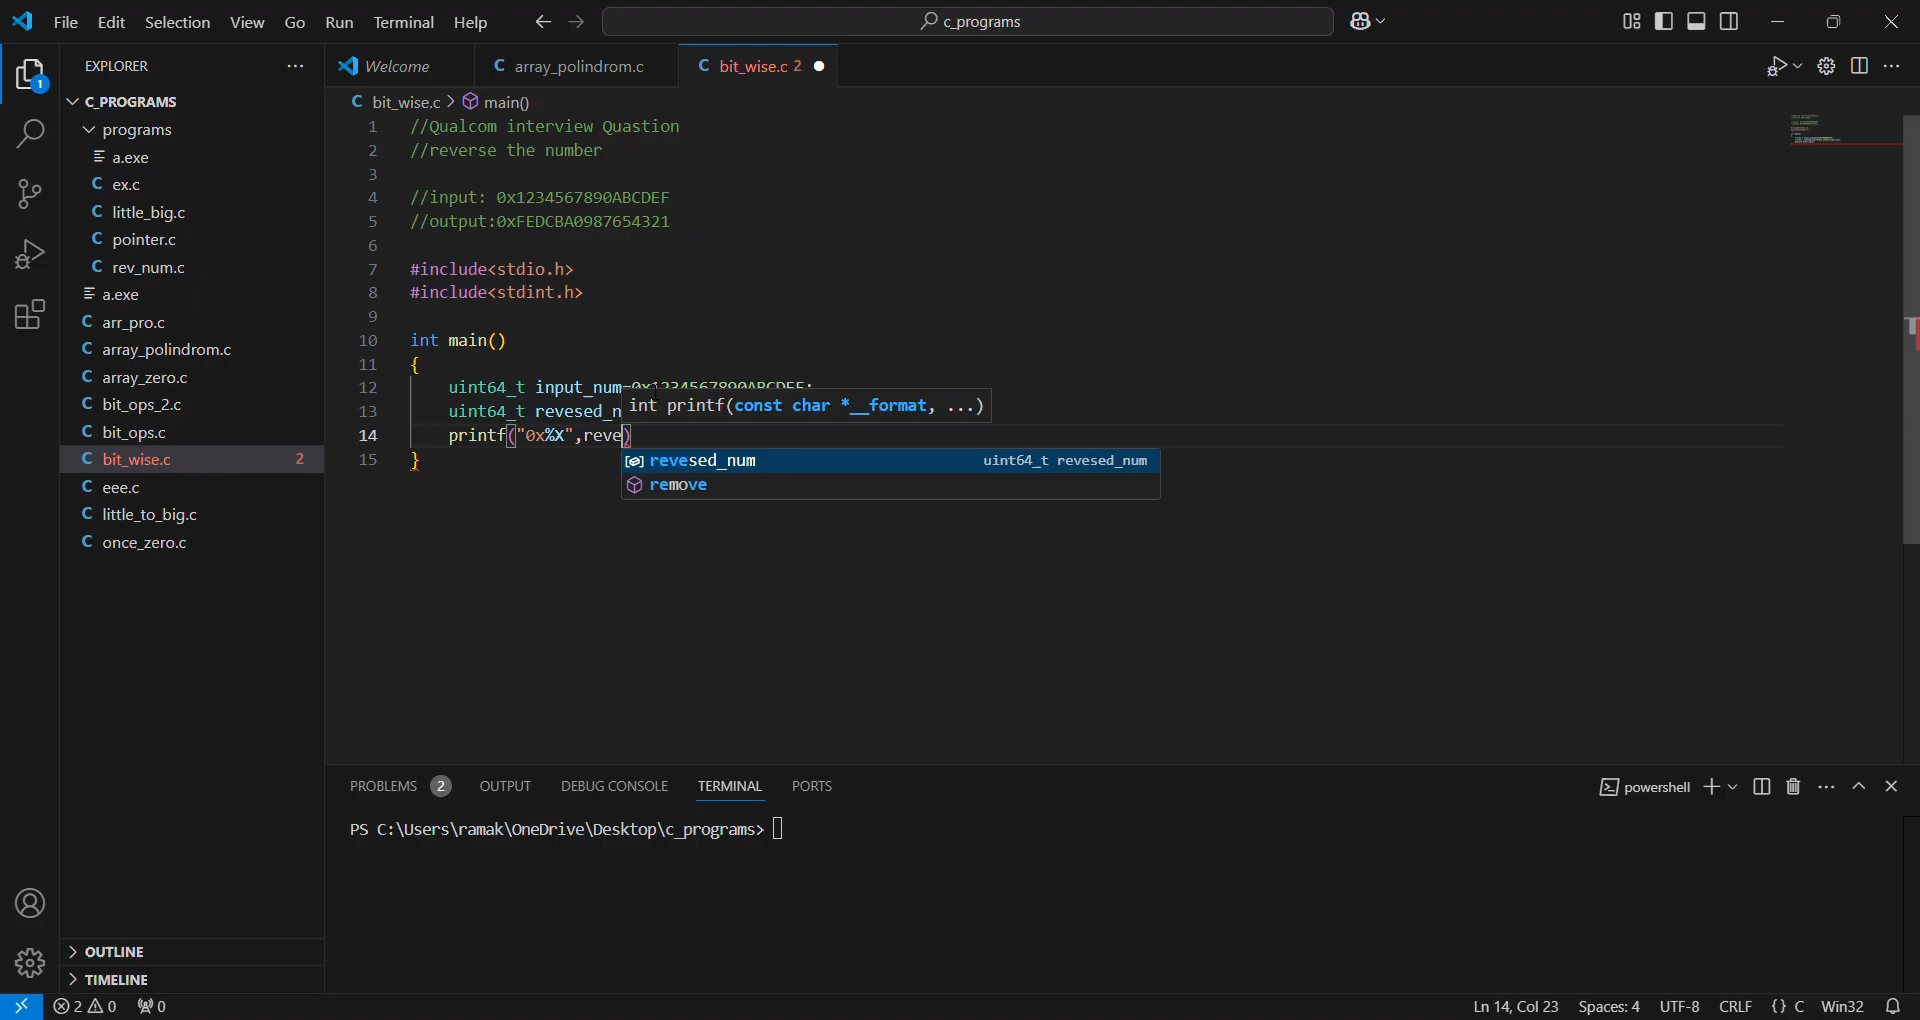 File Edit Selection View Go Run Terminal Help c_programs
EXPLORER
Welcome
C array_polindrom.c
C bit_wise.c 2
1
C_PROGRAMS
programs
a.exe
C ex.c
C little_big.c
C pointer.c
C rev_num.c
a.exe
C arr_pro.c
C array_polindrom.c
C array_zero.c
C bit_ops_2.c
C bit_ops.c
C bit_wise.c 2
C eee.c
C little_to_big.c
C once_zero.c
OUTLINE
TIMELINE
C bit_wise.c > main()
1 //Qualcom interview Quastion
2 //reverse the number
3
4 //input: 0x1234567890ABCDEF
5 //output:0xFEDCBA0987654321
6
7 #include<stdio.h>
8 #include<stdint.h>
9
10 int main()
11 {
12 uint64_t input_num=0x1234567890ABCDEF;
13 uint64_t revesed_n
int printf(const char *__format, ...)
14 printf("0x%X",reve)
15 }
revesed_num uint64_t revesed_num
remove
PROBLEMS 2 OUTPUT DEBUG CONSOLE TERMINAL PORTS
powershell
PS C:\Users\ramak\OneDrive\Desktop\c_programs>
2 0 0
Ln 14, Col 23 Spaces: 4 UTF-8 CRLF {} C Win32